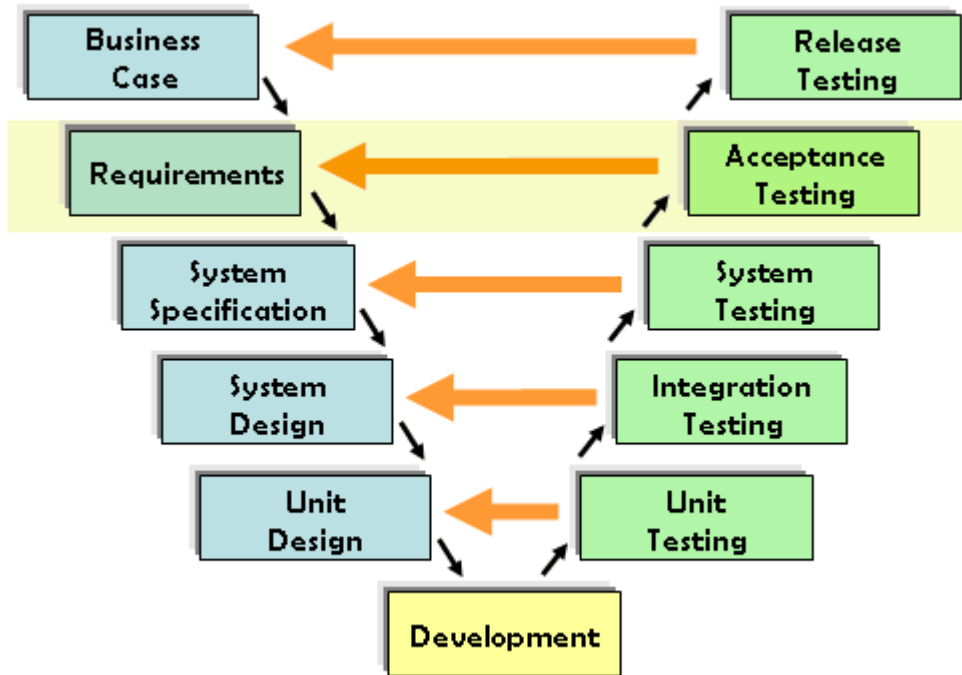 Business
Case
Release
Testing
Requirements
Acceptance
Testing
System
Specification
System
Testing
System
Design
Integration
Testing
Unit
Design
Unit
Testing
Development